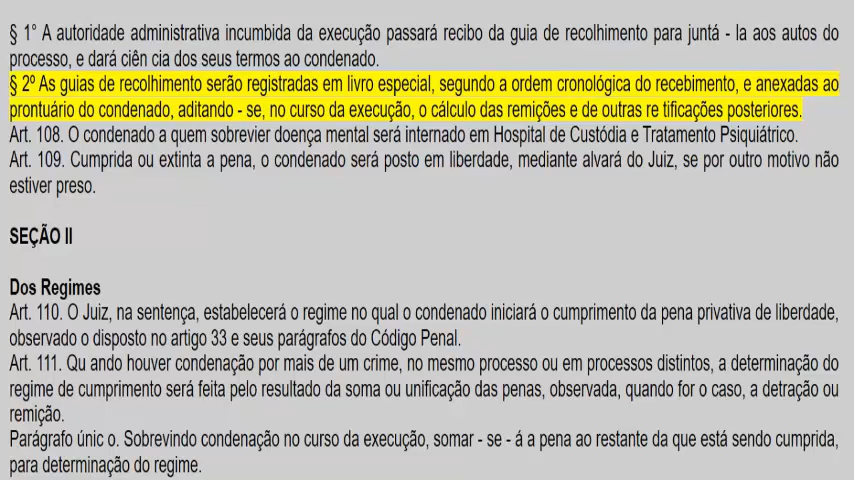 § 1° A autoridade administrativa incumbida da execução passará recibo da guia de recolhimento para juntá - la aos autos do
processo, e dará ciên cia dos seus termos ao condenado.
§ 2º As guias de recolhimento serão registradas em livro especial, segundo a ordem cronológica do recebimento, e anexadas ao
prontuário do condenado, aditando - se, no curso da execução, o cálculo das remições e de outras re tificações posteriores.
Art. 108. O condenado a quem sobrevier doença mental será internado em Hospital de Custódia e Tratamento Psiquiátrico.
Art. 109. Cumprida ou extinta a pena, o condenado será posto em liberdade, mediante alvará do Juiz, se por outro motivo não
estiver preso.
SEÇÃO II
Dos Regimes
Art. 110. O Juiz, na sentença, estabelecerá o regime no qual o condenado iniciará o cumprimento da pena privativa de liberdade,
observado o disposto no artigo 33 e seus parágrafos do Código Penal.
Art. 111. Qu ando houver condenação por mais de um crime, no mesmo processo ou em processos distintos, a determinação do
regime de cumprimento será feita pelo resultado da soma ou unificação das penas, observada, quando for o caso, a detração ou
remição.
Parágrafo únic o. Sobrevindo condenação no curso da execução, somar - se - á a pena ao restante da que está sendo cumprida,
para determinação do regime.